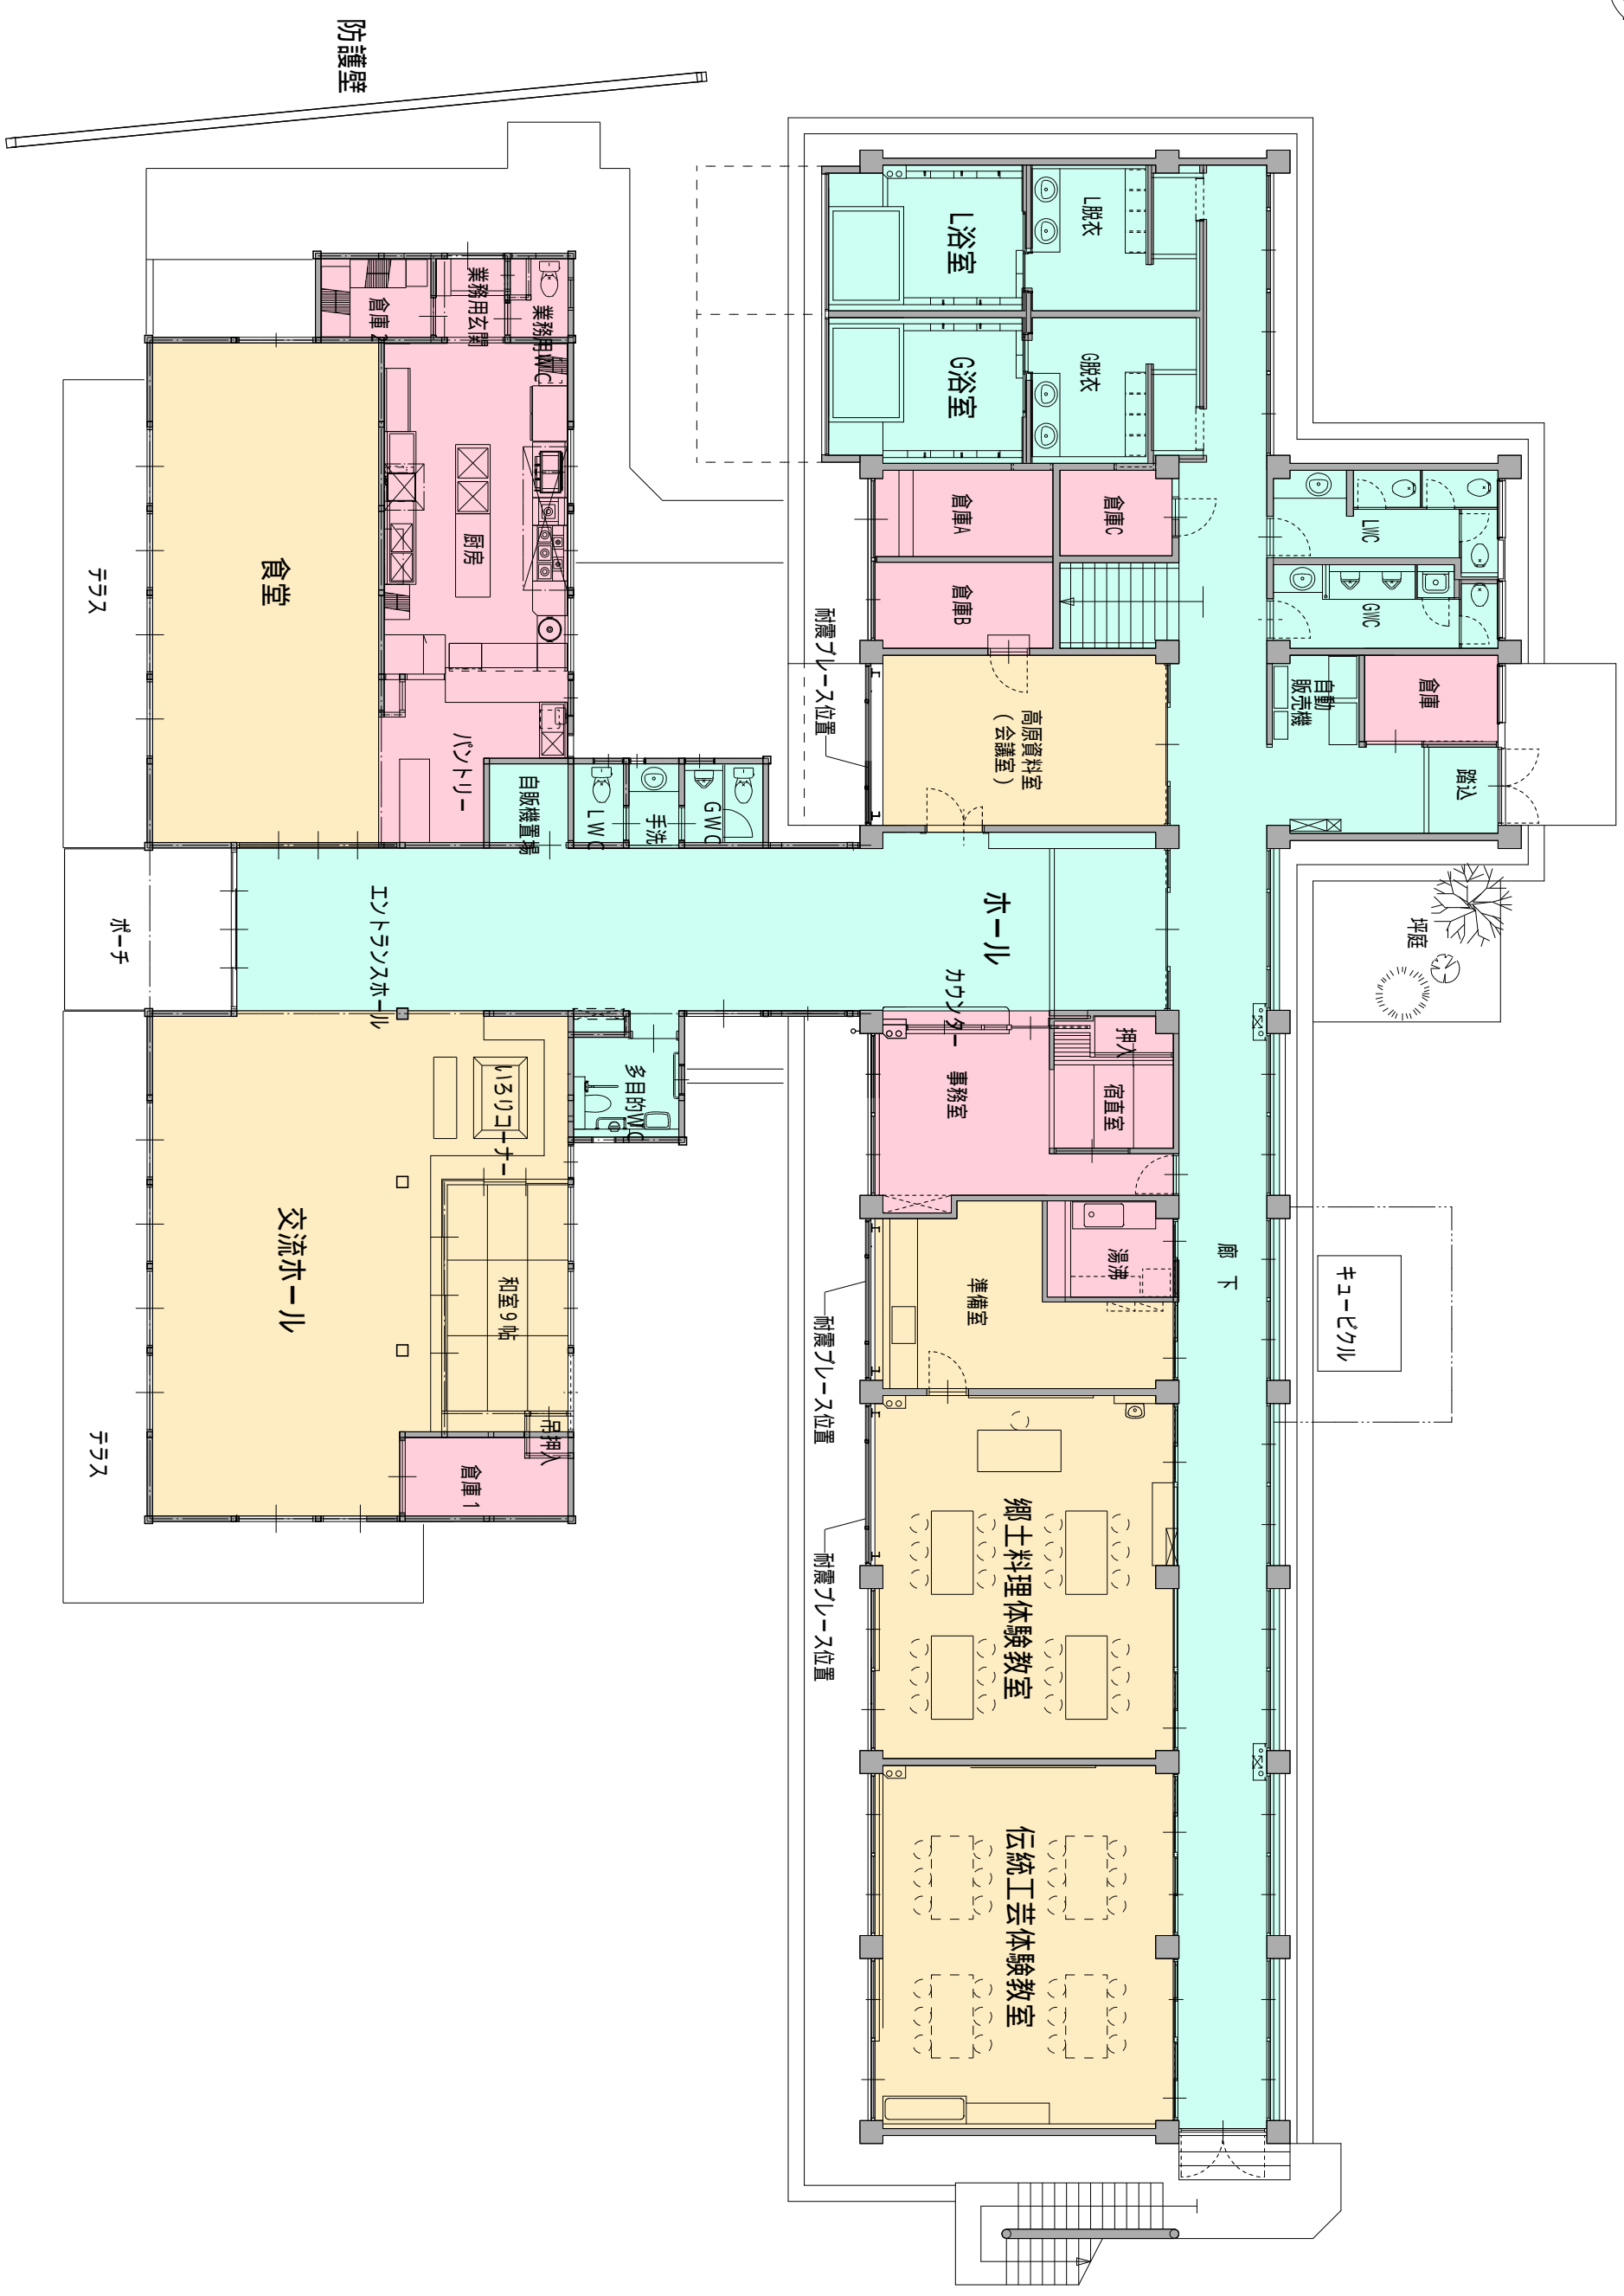 踏込
倉庫
坪庭
LWC
GWC
キュービクル
自動
販売機
廊 下
押入
湯沸
宿直室
倉庫C
L脱衣
G脱衣
高原資料室
（会議室）
郷土料理体験教室
伝統工芸体験教室
ホール
準備室
L浴室
G浴室
倉庫A
倉庫B
カウンター
事務室
耐震ブレース位置
耐震ブレース位置
耐震ブレース位置
GWC
手洗
多目的WC
LWC
業務用WC
自販機置場
吊押入
和室9帖
いろりコーナー
業務用玄関
厨房
倉庫1
パントリー
倉庫2
エントランスホール
防護壁
交流ホール
食堂
ポーチ
テラス
テラス